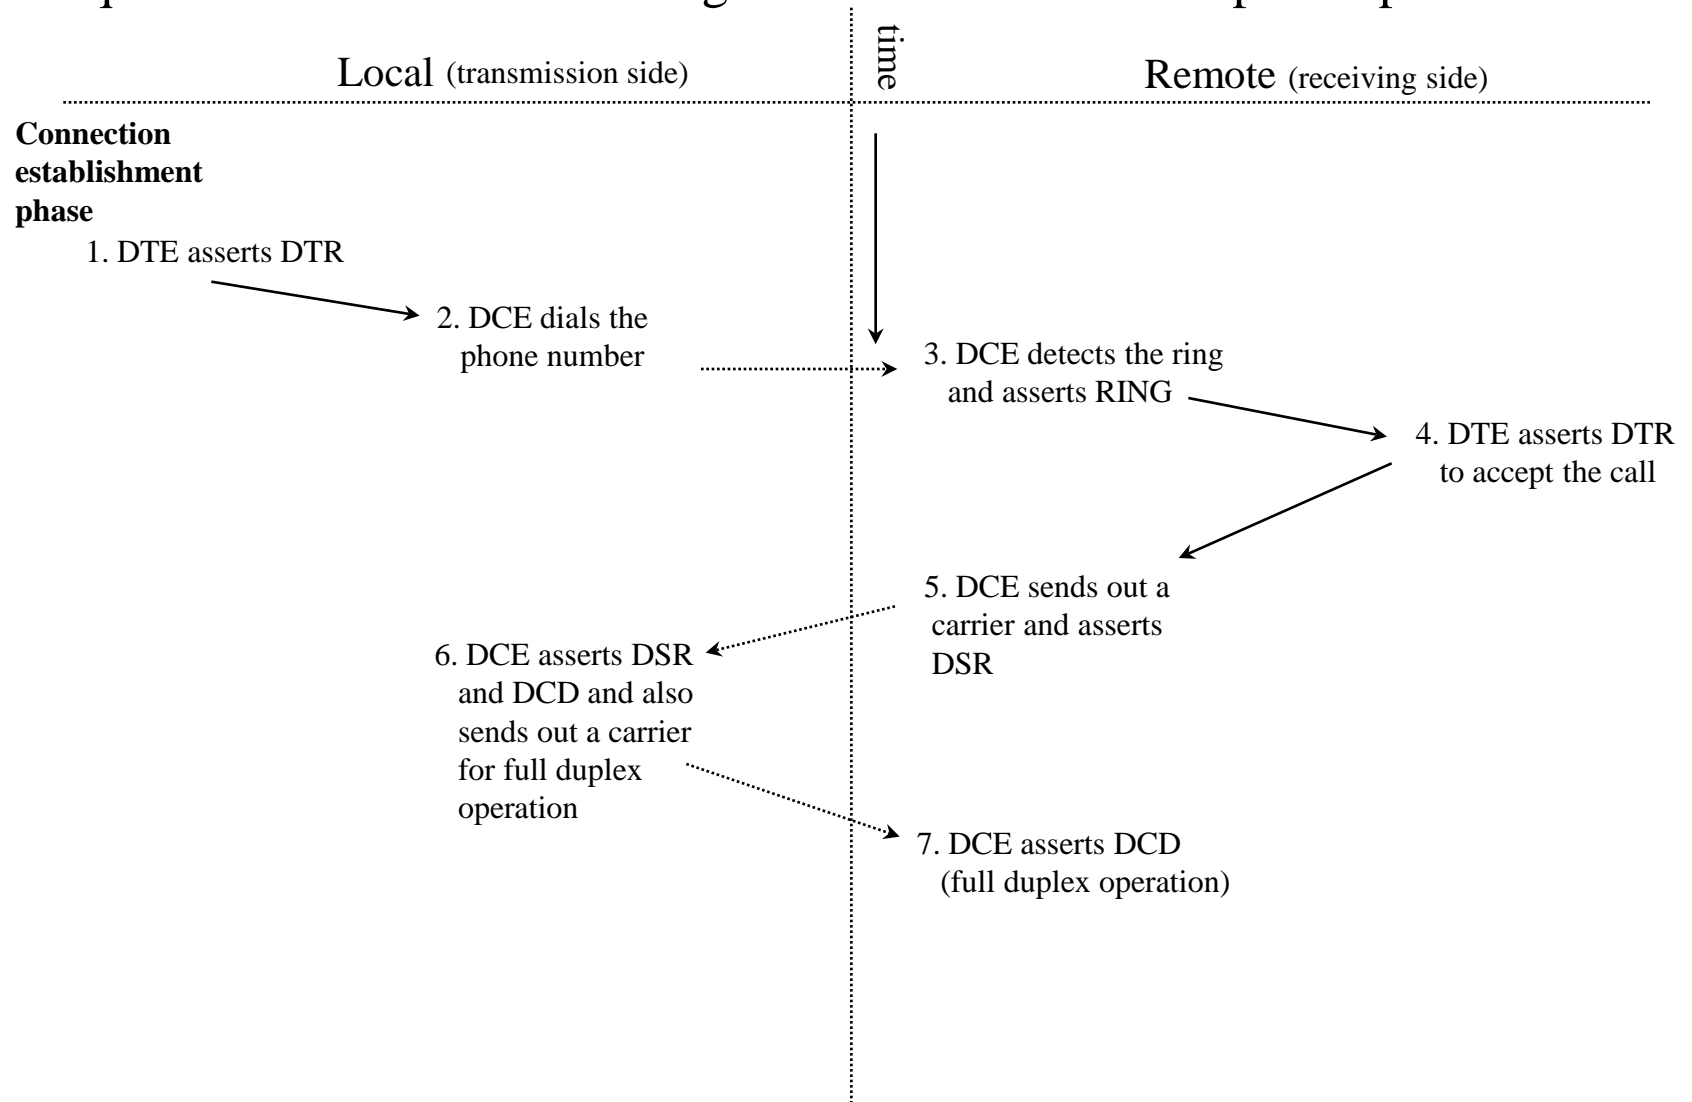 Local (transmission side)
time
Remote (receiving side)
Connection
establishment
phase
1. DTE asserts DTR
2. DCE dials the
phone number
3. DCE detects the ring
and asserts RING
4. DTE asserts DTR
to accept the call
5. DCE sends out a
carrier and asserts
DSR
6. DCE asserts DSR
and DCD and also
sends out a carrier
for full duplex
operation
7. DCE asserts DCD
(full duplex operation)